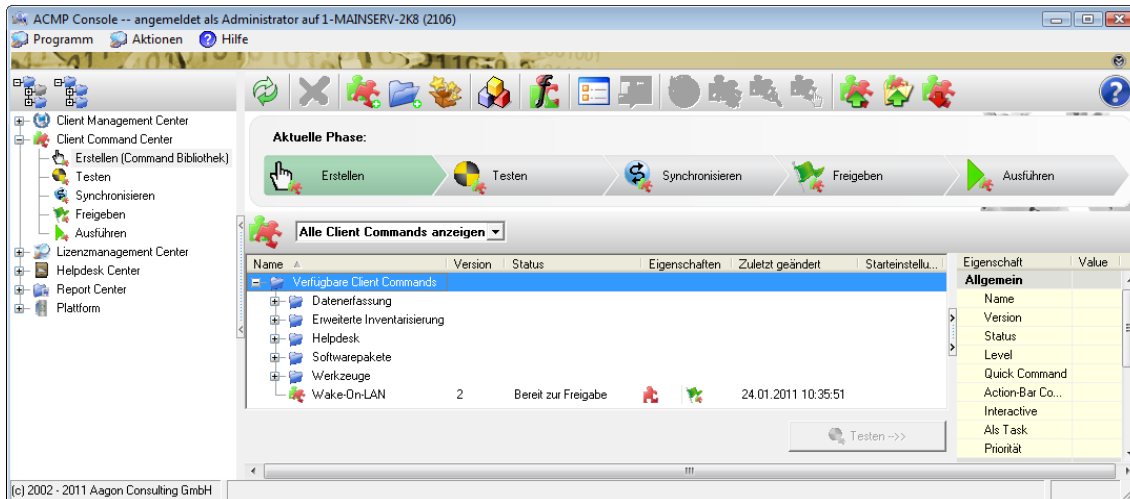 ACMP Console -- angemeldet als Administrator auf 1-MAINSERV-2K8 (2106)
Programm Aktionen Hilfe
Client Management Center
Client Command Center
Erstellen (Command Bibliothek)
Testen
Synchronisieren
Freigeben
Ausführen
Lizenzmanagement Center
Helpdesk Center
Report Center
Plattform
Aktuelle Phase:
Erstellen Testen Synchronisieren Freigeben Ausführen
Alle Client Commands anzeigen
Name Version Status Eigenschaften Zuletzt geändert Starteinstellu...
Verfügbare Client Commands
Datenerfassung
Erweiterte Inventarisierung
Helpdesk
Softwarepakete
Werkzeuge
Wake-On-LAN 2 Bereit zur Freigabe 24.01.2011 10:35:51
Testen -->>
Eigenschaft Value
Allgemein
Name
Version
Status
Level
Quick Command
Action-Bar Co...
Interactive
Als Task
Priorität
(c) 2002 - 2011 Aagon Consulting GmbH